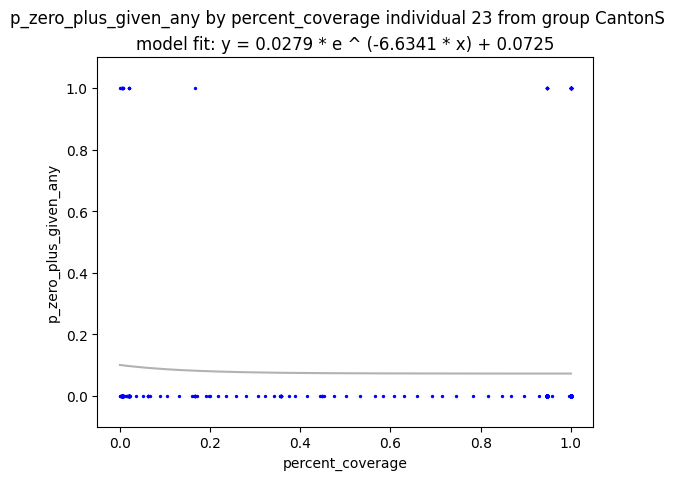 p_zero_plus_given_any by percent_coverage individual 23 from group CantonS
model fit: y = 0.0279 * e ^ (-6.6341 * x) + 0.0725
1.0
0.8
0.6
0.4
0.2
0.0
p_zero_plus_given_any
0.0 0.2 0.4 0.6 0.8 1.0
percent_coverage